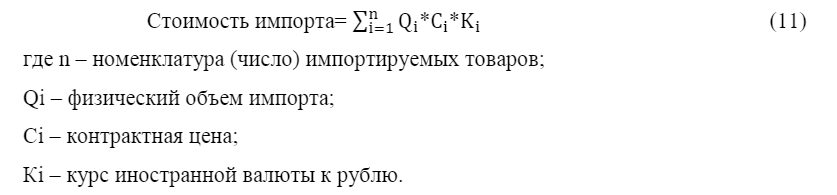 Стоимость импорта= ∑ⁿᵢ₌₁ Qᵢ*Cᵢ*Kᵢ (11)
где n – номенклатура (число) импортируемых товаров;
Qi – физический объем импорта;
Ci – контрактная цена;
Ki – курс иностранной валюты к рублю.